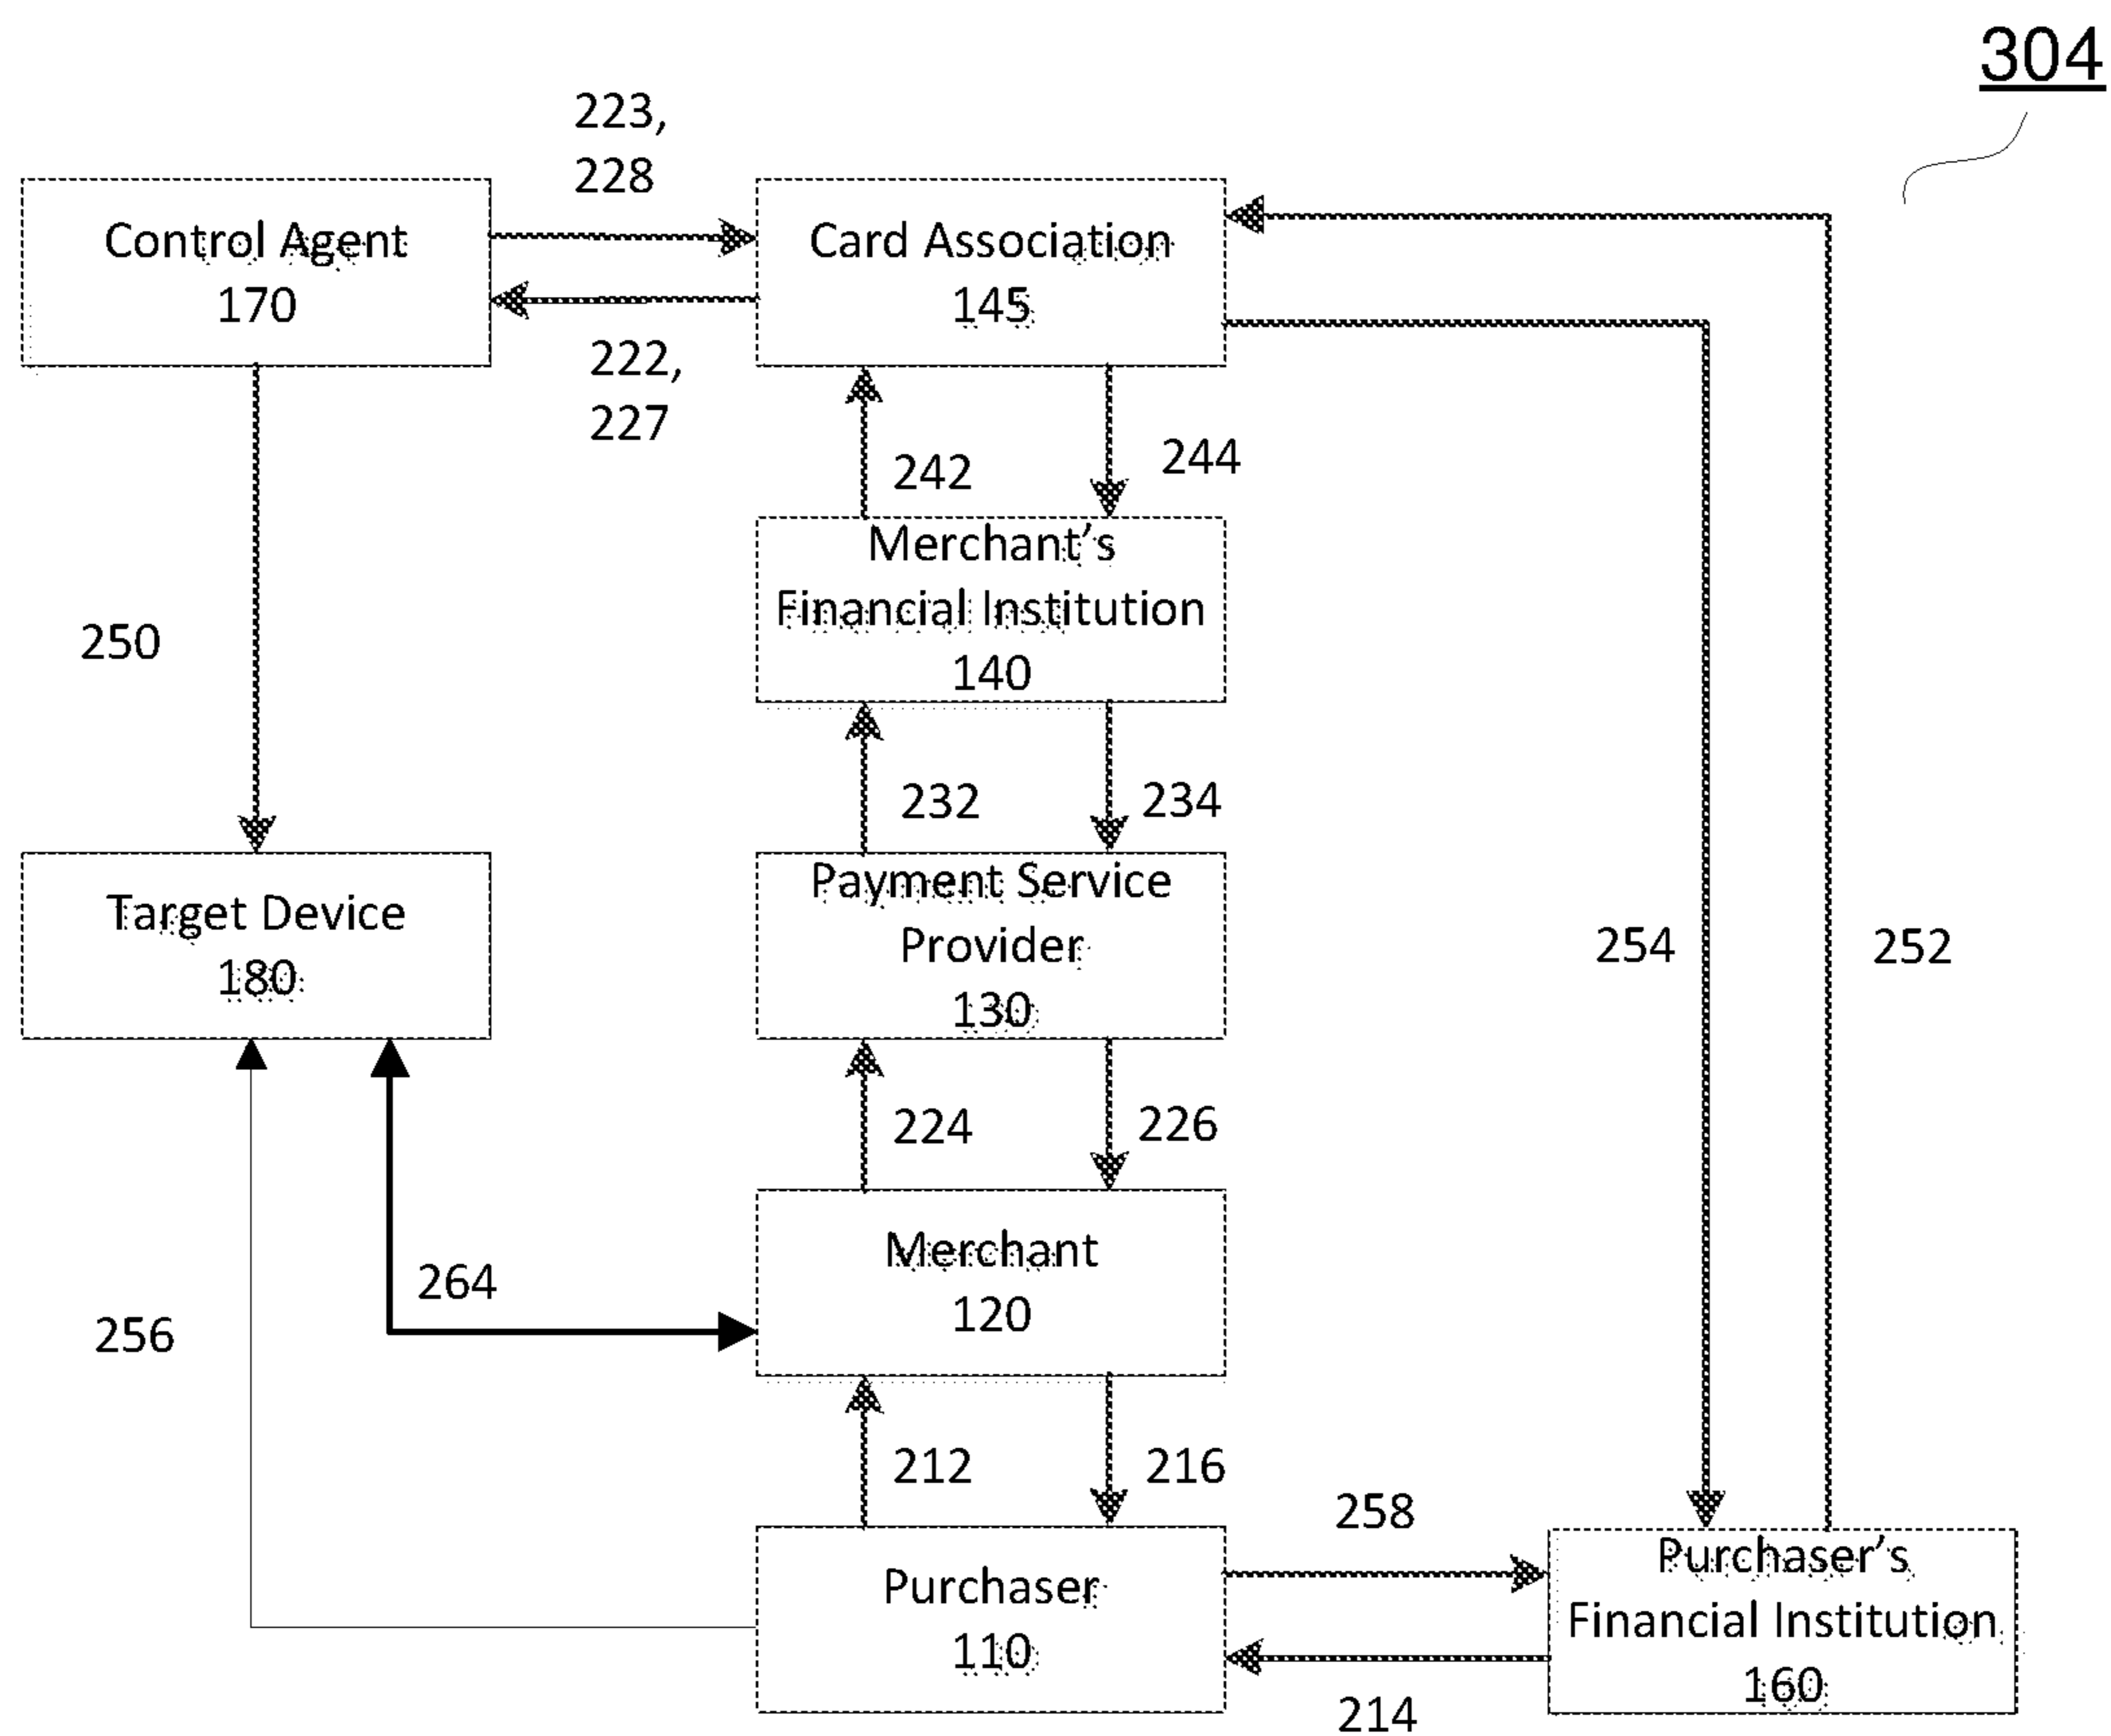 304
223,
228
Control Agent
170
Card Association
145
222,
227
242
244
Merchant's
Financial Institution
140
250
232
234
Target Device
180
Payment Service
Provider
130
254
252
224
226
Merchant
120
264
256
212
216
258
Purchaser
110
Purchaser's
Financial Institution
160
214